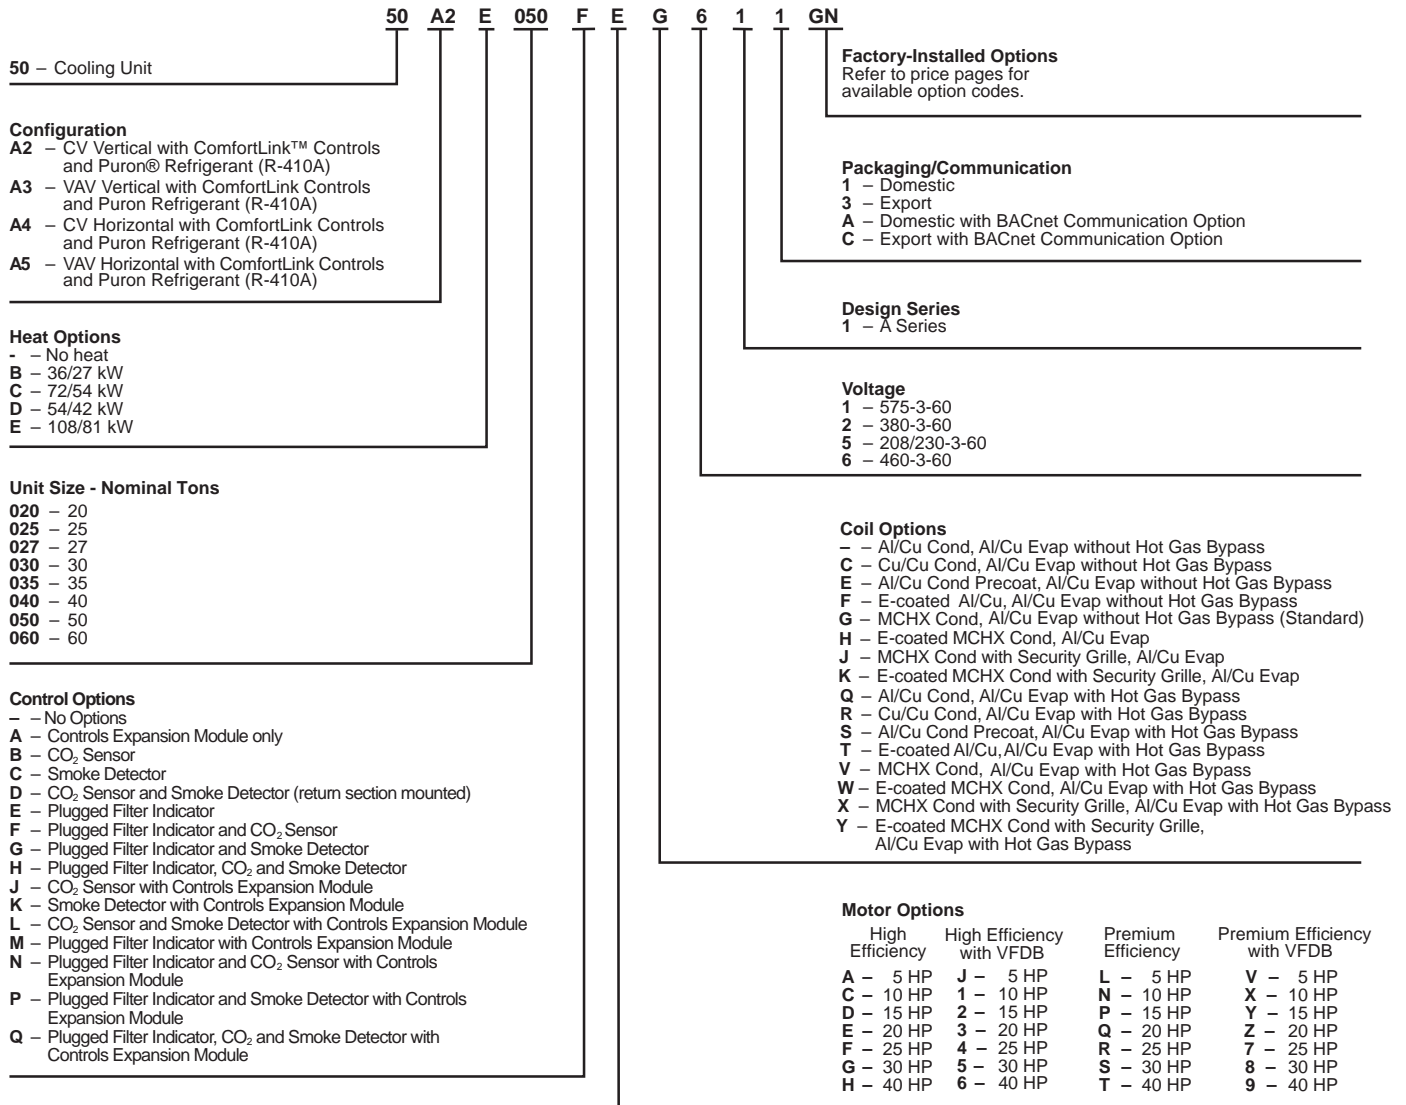 50 A2 E 050 F E G 6 1 1 GN
50 – Cooling Unit
Configuration
A2 – CV Vertical with ComfortLink™ Controls
and Puron® Refrigerant (R-410A)
A3 – VAV Vertical with ComfortLink Controls
and Puron Refrigerant (R-410A)
A4 – CV Horizontal with ComfortLink Controls
and Puron Refrigerant (R-410A)
A5 – VAV Horizontal with ComfortLink Controls
and Puron Refrigerant (R-410A)
Heat Options
- – No heat
B – 36/27 kW
C – 72/54 kW
D – 54/42 kW
E – 108/81 kW
Unit Size - Nominal Tons
020 – 20
025 – 25
027 – 27
030 – 30
035 – 35
040 – 40
050 – 50
060 – 60
Control Options
– – No Options
A – Controls Expansion Module only
B – CO₂ Sensor
C – Smoke Detector
D – CO₂ Sensor and Smoke Detector (return section mounted)
E – Plugged Filter Indicator
F – Plugged Filter Indicator and CO₂ Sensor
G – Plugged Filter Indicator and Smoke Detector
H – Plugged Filter Indicator, CO₂ and Smoke Detector
J – CO₂ Sensor with Controls Expansion Module
K – Smoke Detector with Controls Expansion Module
L – CO₂ Sensor and Smoke Detector with Controls Expansion Module
M – Plugged Filter Indicator with Controls Expansion Module
N – Plugged Filter Indicator and CO₂ Sensor with Controls
Expansion Module
P – Plugged Filter Indicator and Smoke Detector with Controls
Expansion Module
Q – Plugged Filter Indicator, CO₂ and Smoke Detector with
Controls Expansion Module
Factory-Installed Options
Refer to price pages for
available option codes.
Packaging/Communication
1 – Domestic
3 – Export
A – Domestic with BACnet Communication Option
C – Export with BACnet Communication Option
Design Series
1 – A Series
Voltage
1 – 575-3-60
2 – 380-3-60
5 – 208/230-3-60
6 – 460-3-60
Coil Options
– – Al/Cu Cond, Al/Cu Evap without Hot Gas Bypass
C – Cu/Cu Cond, Al/Cu Evap without Hot Gas Bypass
E – Al/Cu Cond Precoat, Al/Cu Evap without Hot Gas Bypass
F – E-coated Al/Cu, Al/Cu Evap without Hot Gas Bypass
G – MCHX Cond, Al/Cu Evap without Hot Gas Bypass (Standard)
H – E-coated MCHX Cond, Al/Cu Evap
J – MCHX Cond with Security Grille, Al/Cu Evap
K – E-coated MCHX Cond with Security Grille, Al/Cu Evap
Q – Al/Cu Cond, Al/Cu Evap with Hot Gas Bypass
R – Cu/Cu Cond, Al/Cu Evap with Hot Gas Bypass
S – Al/Cu Cond Precoat, Al/Cu Evap with Hot Gas Bypass
T – E-coated Al/Cu, Al/Cu Evap with Hot Gas Bypass
V – MCHX Cond, Al/Cu Evap with Hot Gas Bypass
W – E-coated MCHX Cond, Al/Cu Evap with Hot Gas Bypass
X – MCHX Cond with Security Grille, Al/Cu Evap with Hot Gas Bypass
Y – E-coated MCHX Cond with Security Grille,
Al/Cu Evap with Hot Gas Bypass
Motor Options
High High Efficiency Premium Premium Efficiency
Efficiency with VFDB Efficiency with VFDB
A – 5 HP J – 5 HP L – 5 HP V – 5 HP
C – 10 HP 1 – 10 HP N – 10 HP X – 10 HP
D – 15 HP 2 – 15 HP P – 15 HP Y – 15 HP
E – 20 HP 3 – 20 HP Q – 20 HP Z – 20 HP
F – 25 HP 4 – 25 HP R – 25 HP 7 – 25 HP
G – 30 HP 5 – 30 HP S – 30 HP 8 – 30 HP
H – 40 HP 6 – 40 HP T – 40 HP 9 – 40 HP